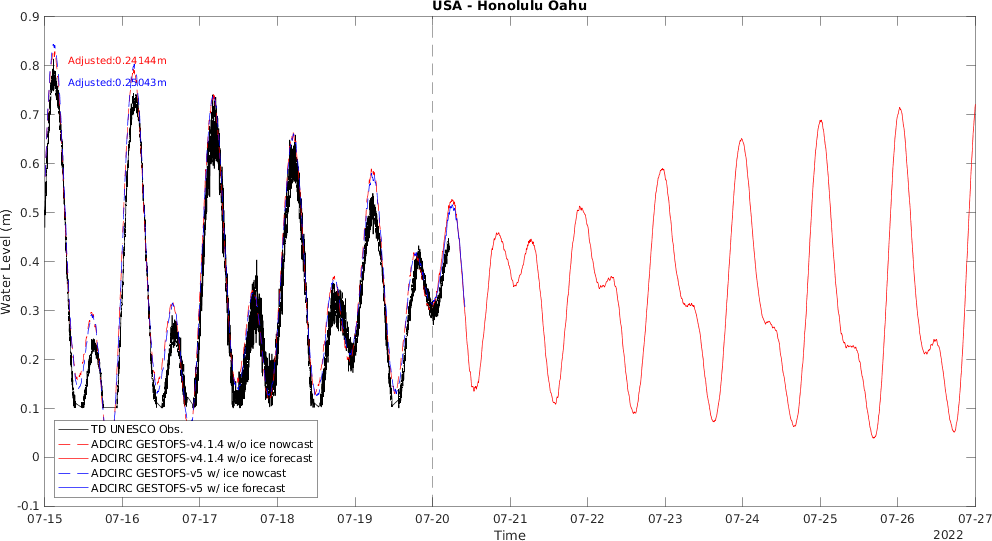 USA - Honolulu Oahu
0.9
0.8
0.7
0.6
0.5
0.4
0.3
0.2
0.1
0
-0.1
Water Level (m)
Adjusted:0.24144m
Adjusted:0.25043m
TD UNESCO Obs.
ADCIRC GESTOFS-v4.1.4 w/o ice nowcast
ADCIRC GESTOFS-v4.1.4 w/o ice forecast
ADCIRC GESTOFS-v5 w/ ice nowcast
ADCIRC GESTOFS-v5 w/ ice forecast
07-15 07-16 07-17 07-18 07-19 07-20 07-21 07-22 07-23 07-24 07-25 07-26 07-27
Time
2022